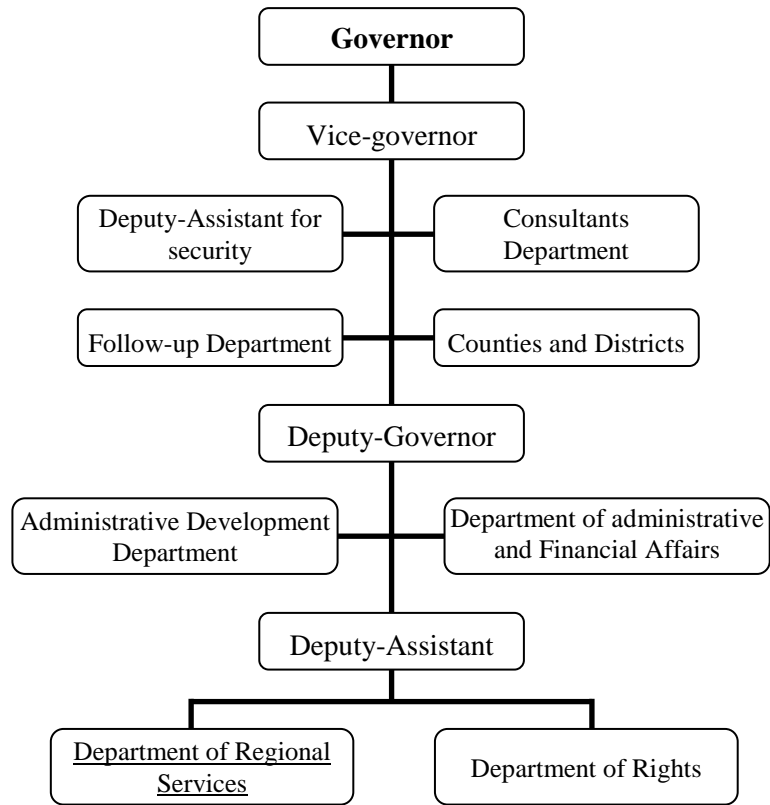 Governor
Vice-governor
Deputy-Assistant for
security
Consultants
Department
Follow-up Department
Counties and Districts
Deputy-Governor
Administrative Development
Department
Department of administrative
and Financial Affairs
Deputy-Assistant
Department of Regional
Services
Department of Rights